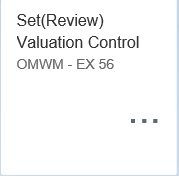 Set(Review)
Valuation Control
OMWM - EX 56
...